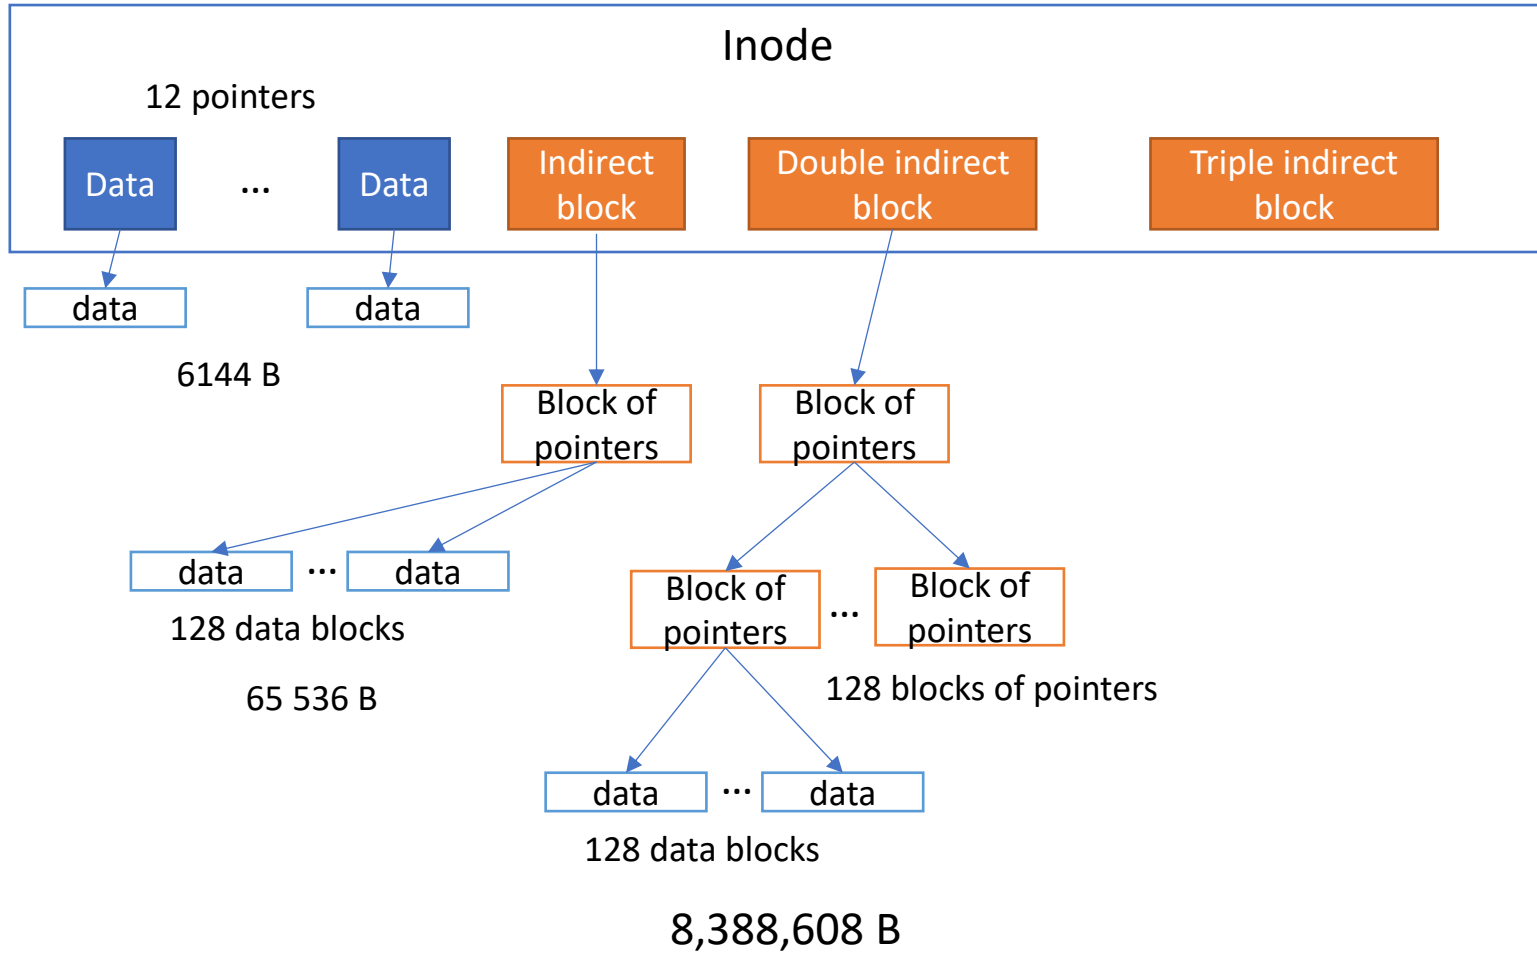 Inode
12 pointers
Data
...
Data
Indirect
block
Double indirect
block
Triple indirect
block
data
data
6144 B
Block of
pointers
Block of
pointers
data
...
data
128 data blocks
65 536 B
Block of
pointers
...
Block of
pointers
128 blocks of pointers
data
...
data
128 data blocks
8,388,608 B